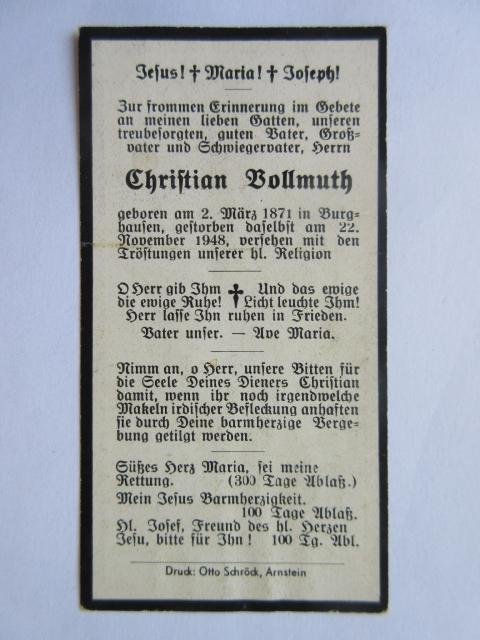 Jesus! † Maria! † Joseph!
Zur frommen Erinnerung im Gebete
an meinen lieben Gatten, unseren
treubesorgten, guten Vater, Groß-
vater und Schwiegervater, Herrn
Christian Vollmuth
geboren am 2. März 1871 in Burg-
hausen, gestorben daselbst am 22.
November 1948, versehen mit den
Tröstungen unserer hl. Religion
O Herr gib Ihm † Und das ewige
die ewige Ruhe! Licht leuchte Ihm!
Herr lasse Ihn ruhen in Frieden.
Vater unser. — Ave Maria.
Nimm an, o Herr, unsere Bitten für
die Seele Deines Dieners Christian
damit, wenn ihr noch irgendwelche
Makeln irdischer Befleckung anhaften
sie durch Deine barmherzige Verge-
bung getilgt werden.
Süßes Herz Maria, sei meine
Rettung. (300 Tage Ablaß.)
Mein Jesus Barmherzigkeit.
100 Tage Ablaß.
Hl. Josef, Freund des hl. Herzen
Jesu, bitte für Ihn! 100 Tg. Abl.
Druck: Otto Schröck, Arnstein